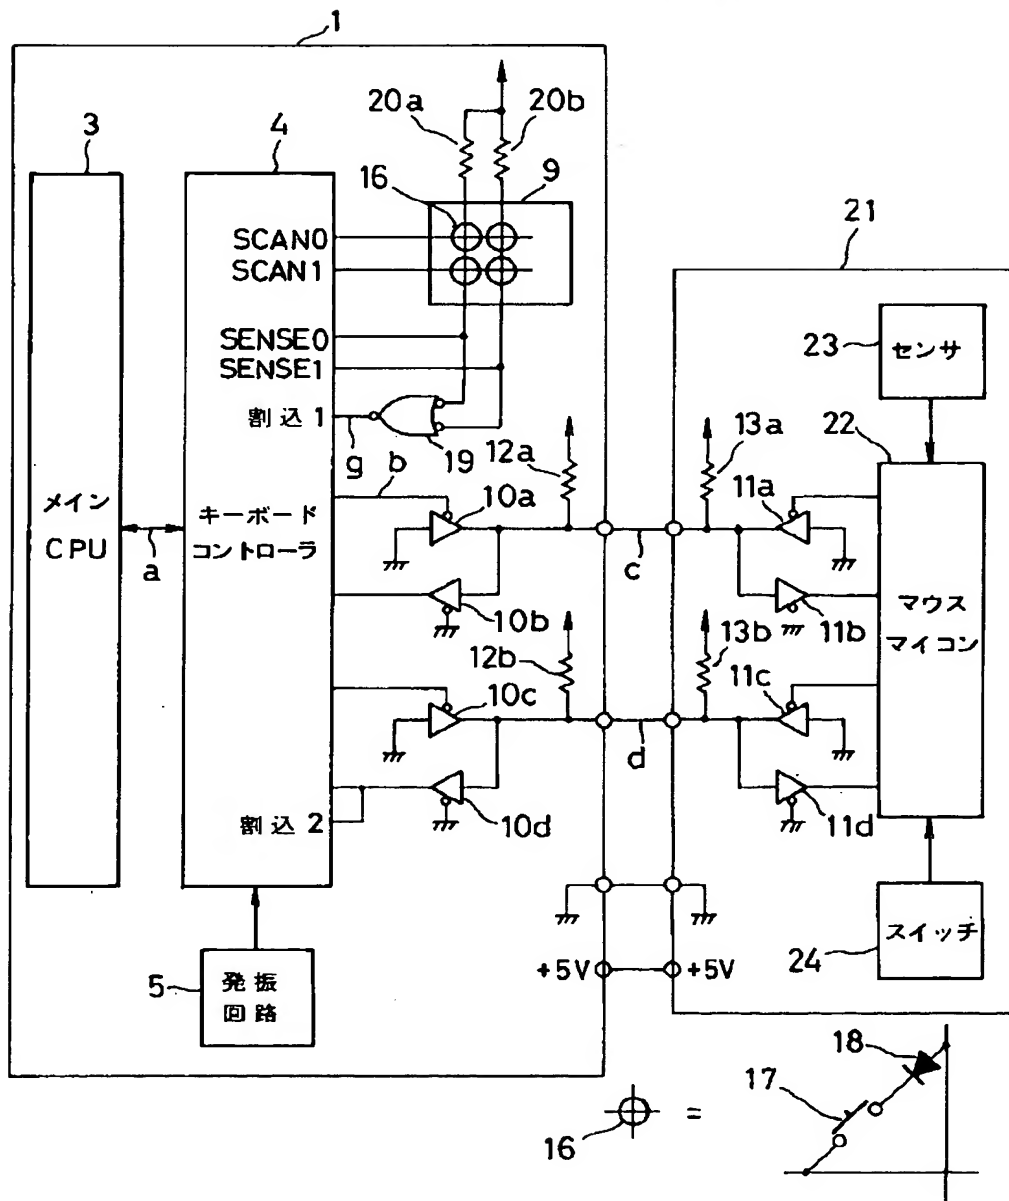 1
20a
20b
3
4
16
9
SCAN0
SCAN1
SENSE0
SENSE1
割込1
g
19
b
12a
10a
メイン
CPU
a
キーボード
コントローラ
10b
12b
10c
割込2
10d
5
発振
回路
c
d
+5V
+5V
21
23
センサ
22
13a
11a
11b
マウス
マイコン
13b
11c
11d
24
スイッチ
16
=
17
18